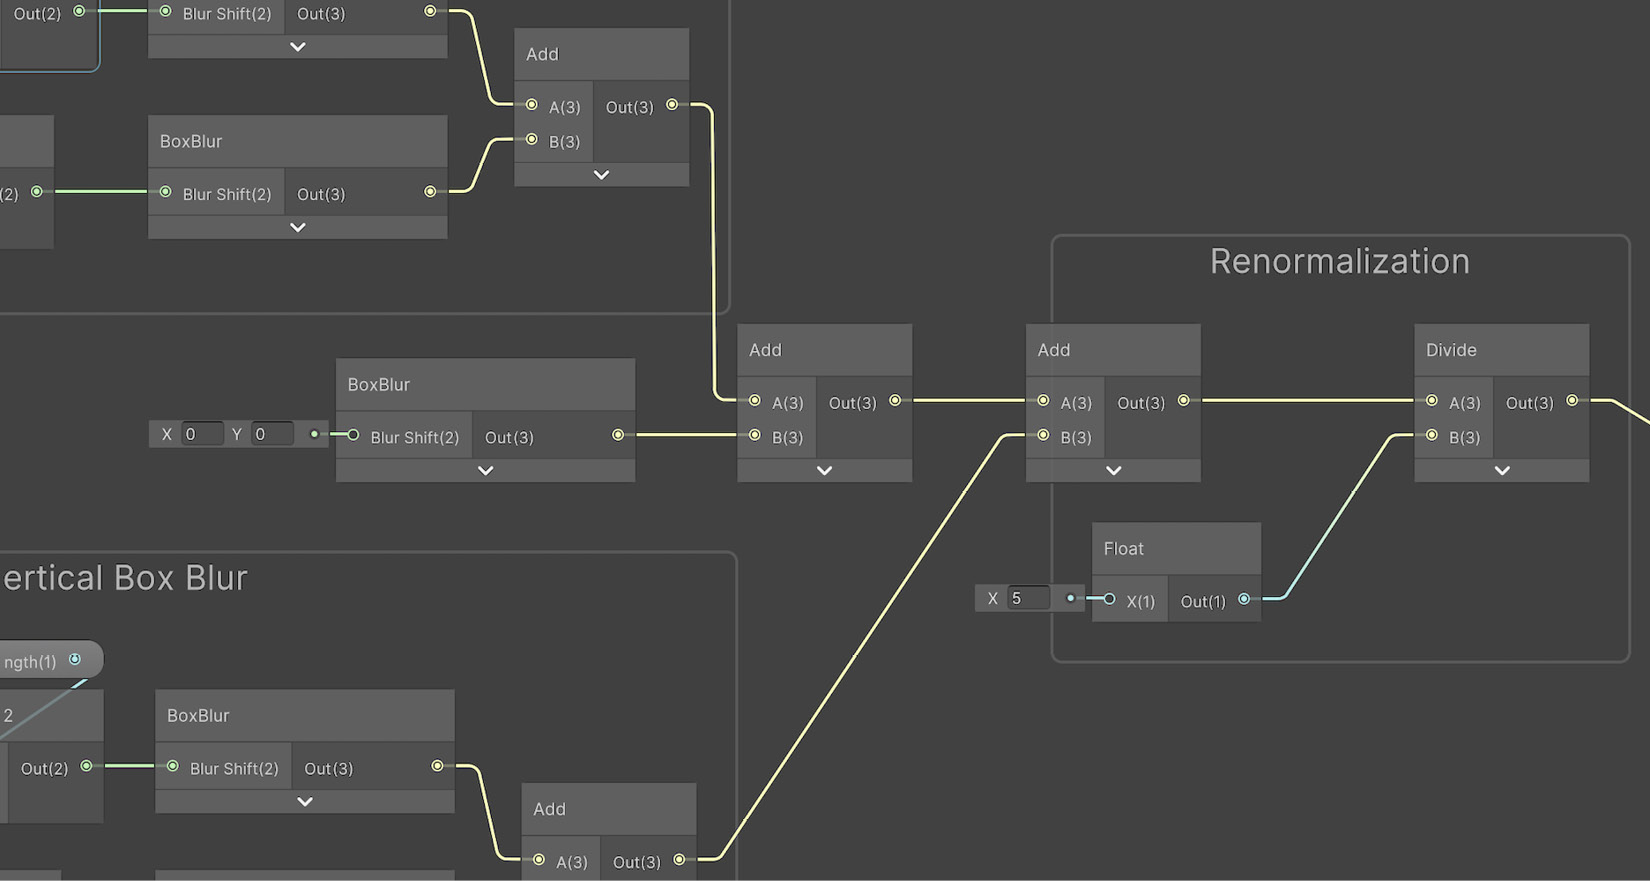 Out(2)
Blur Shift(2) Out(3)
Add
A(3) Out(3)
B(3)
BoxBlur
(2)
Blur Shift(2) Out(3)
Renormalization
Add
A(3) Out(3)
B(3)
Add
A(3) Out(3)
B(3)
Divide
A(3) Out(3)
B(3)
BoxBlur
X 0 Y 0
Blur Shift(2) Out(3)
Float
X 5
X(1) Out(1)
ertical Box Blur
ngth(1)
2
Out(2)
BoxBlur
Blur Shift(2) Out(3)
Add
A(3) Out(3)